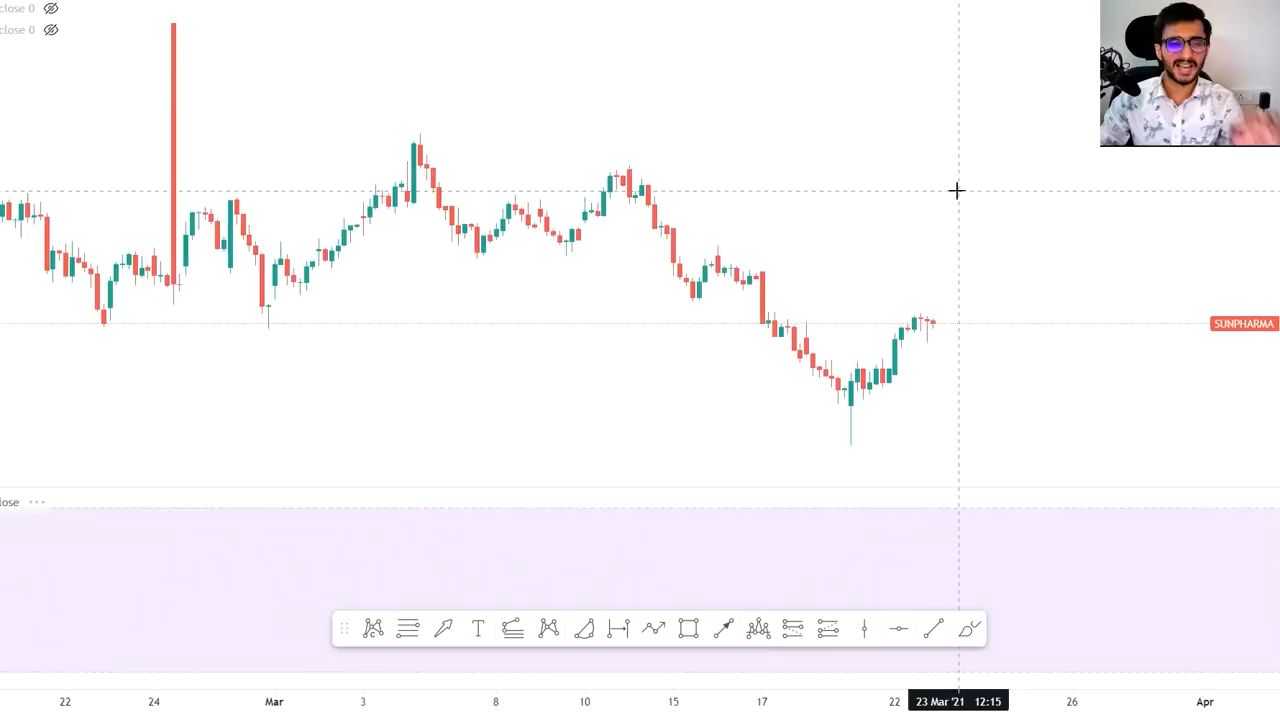 close 0
close 0
SUNPHARMA
lose ...
T
22 24 Mar 3 8 10 15 17 22 23 Mar '21 12:15 26 Apr